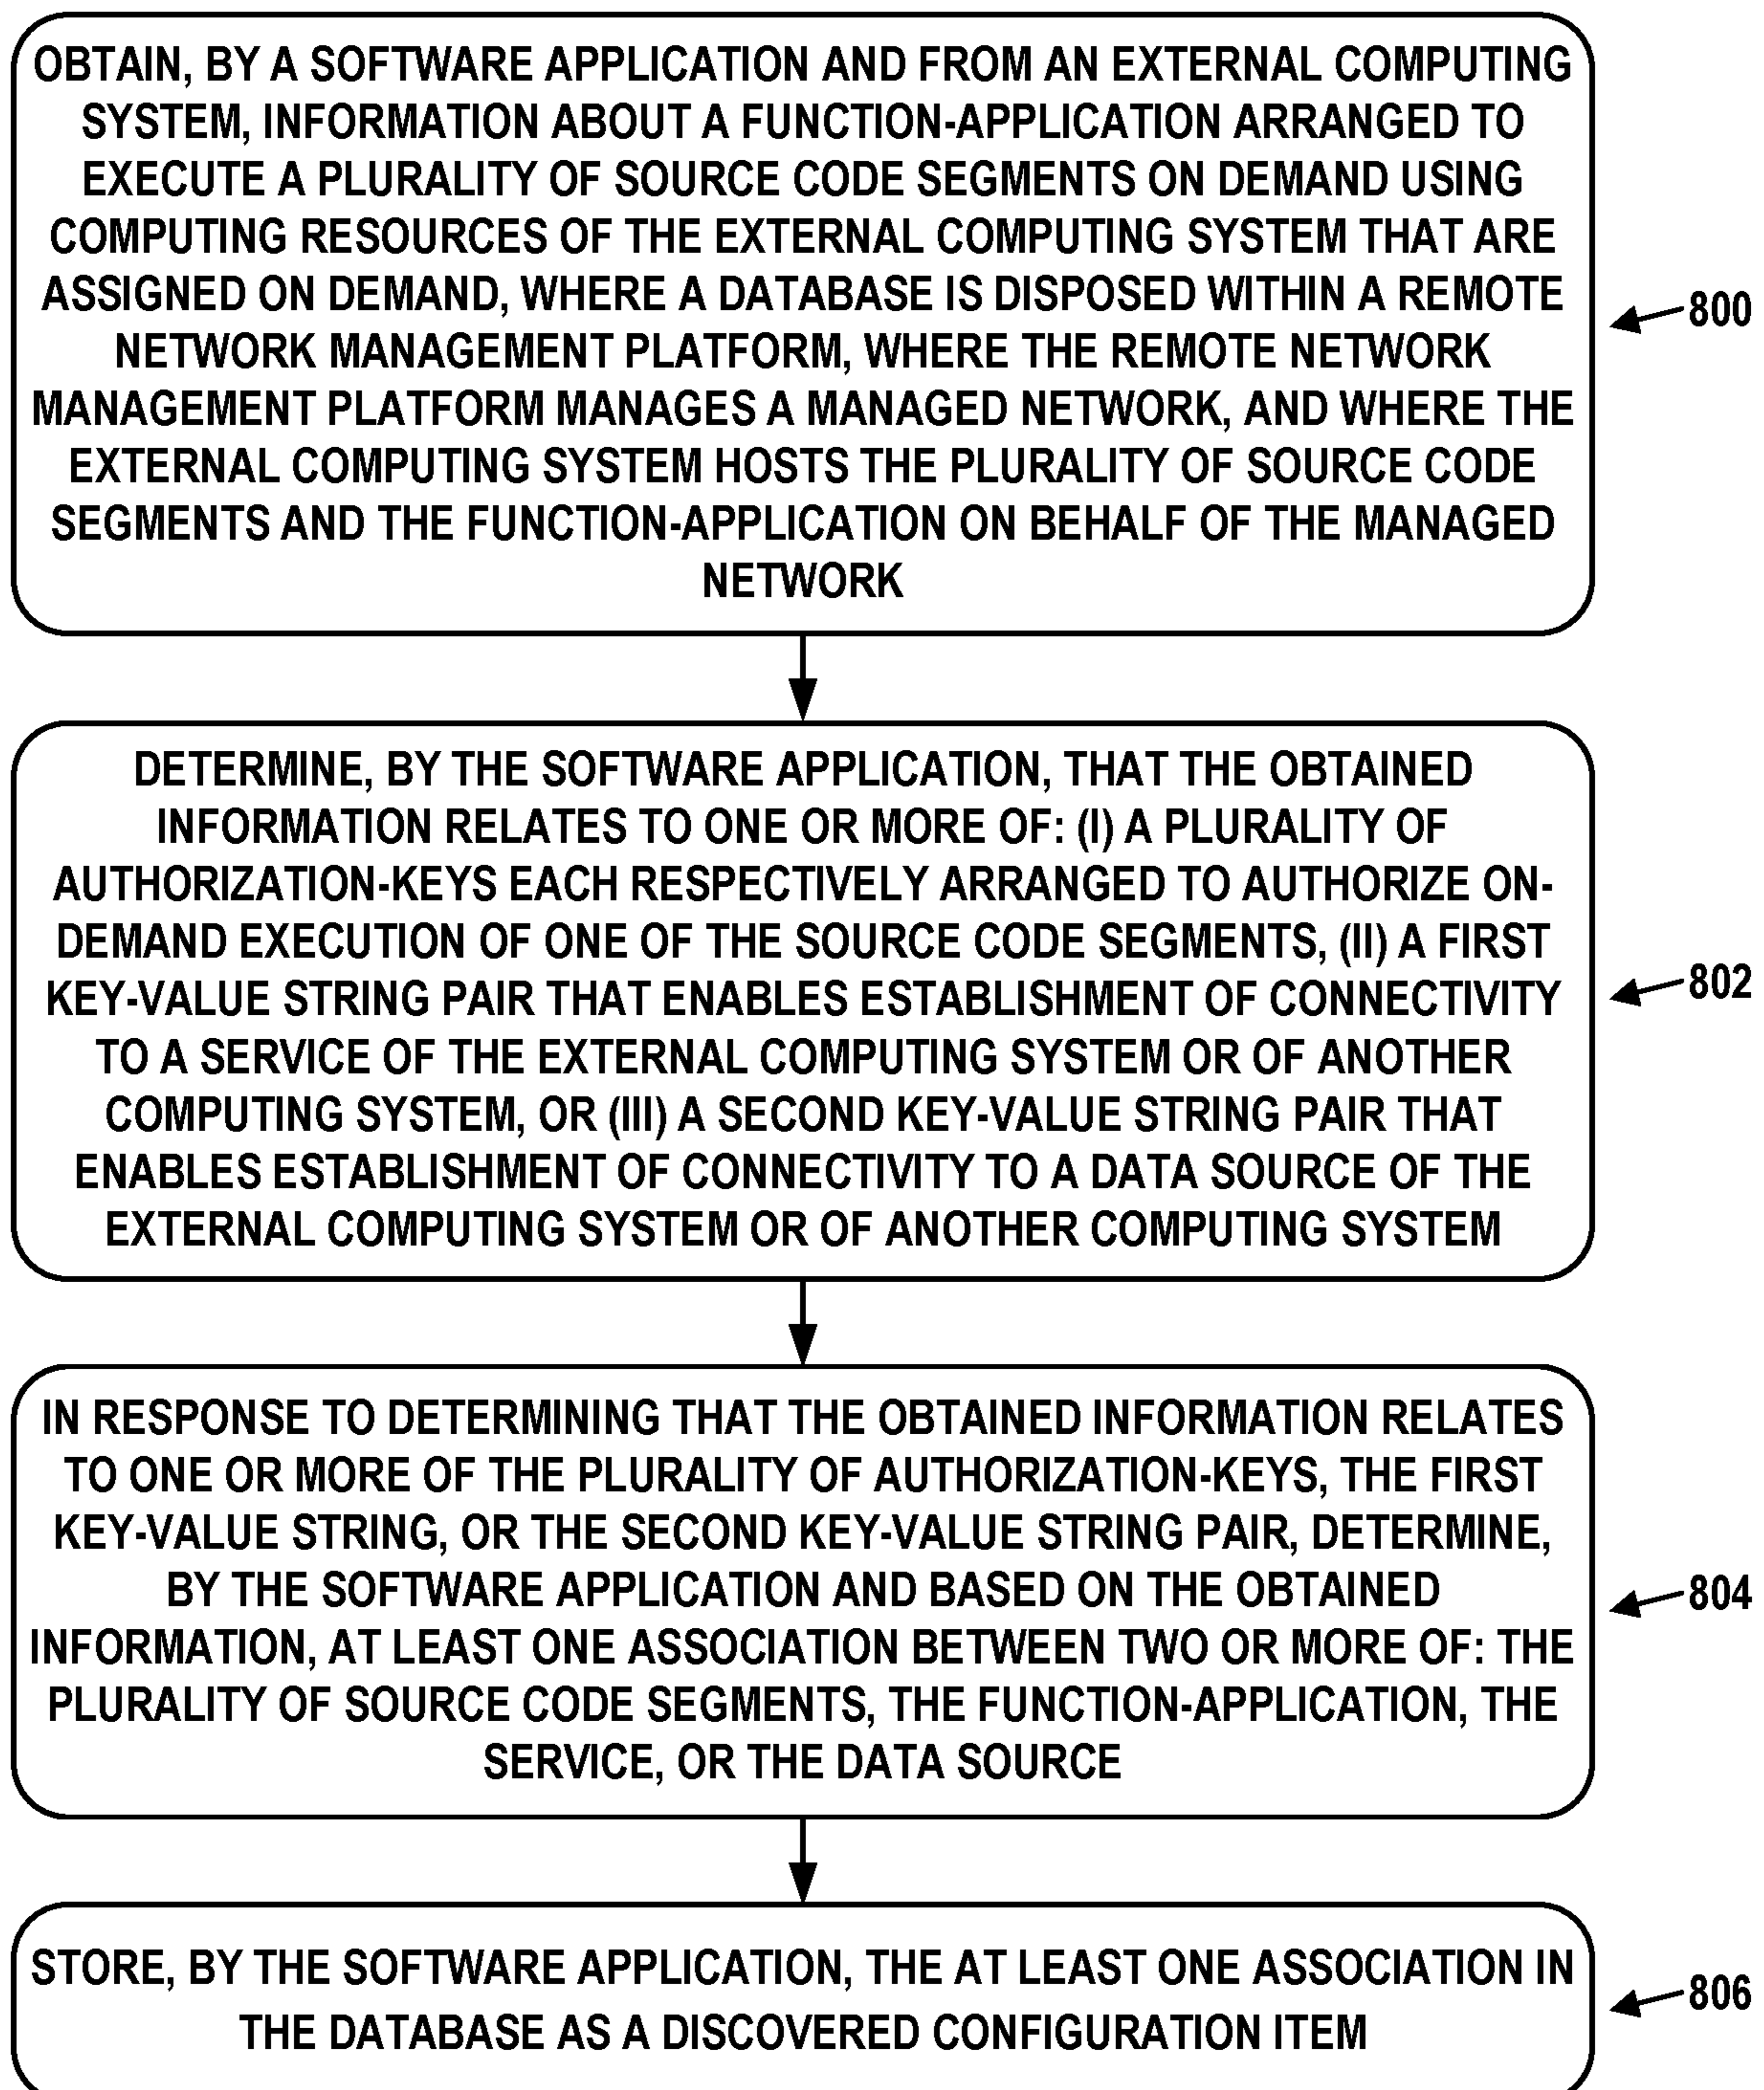 OBTAIN, BY A SOFTWARE APPLICATION AND FROM AN EXTERNAL COMPUTING
SYSTEM, INFORMATION ABOUT A FUNCTION-APPLICATION ARRANGED TO
EXECUTE A PLURALITY OF SOURCE CODE SEGMENTS ON DEMAND USING
COMPUTING RESOURCES OF THE EXTERNAL COMPUTING SYSTEM THAT ARE
ASSIGNED ON DEMAND, WHERE A DATABASE IS DISPOSED WITHIN A REMOTE
NETWORK MANAGEMENT PLATFORM, WHERE THE REMOTE NETWORK
MANAGEMENT PLATFORM MANAGES A MANAGED NETWORK, AND WHERE THE
EXTERNAL COMPUTING SYSTEM HOSTS THE PLURALITY OF SOURCE CODE
SEGMENTS AND THE FUNCTION-APPLICATION ON BEHALF OF THE MANAGED
NETWORK
800
DETERMINE, BY THE SOFTWARE APPLICATION, THAT THE OBTAINED
INFORMATION RELATES TO ONE OR MORE OF: (I) A PLURALITY OF
AUTHORIZATION-KEYS EACH RESPECTIVELY ARRANGED TO AUTHORIZE ON-
DEMAND EXECUTION OF ONE OF THE SOURCE CODE SEGMENTS, (II) A FIRST
KEY-VALUE STRING PAIR THAT ENABLES ESTABLISHMENT OF CONNECTIVITY
TO A SERVICE OF THE EXTERNAL COMPUTING SYSTEM OR OF ANOTHER
COMPUTING SYSTEM, OR (III) A SECOND KEY-VALUE STRING PAIR THAT
ENABLES ESTABLISHMENT OF CONNECTIVITY TO A DATA SOURCE OF THE
EXTERNAL COMPUTING SYSTEM OR OF ANOTHER COMPUTING SYSTEM
802
IN RESPONSE TO DETERMINING THAT THE OBTAINED INFORMATION RELATES
TO ONE OR MORE OF THE PLURALITY OF AUTHORIZATION-KEYS, THE FIRST
KEY-VALUE STRING, OR THE SECOND KEY-VALUE STRING PAIR, DETERMINE,
BY THE SOFTWARE APPLICATION AND BASED ON THE OBTAINED
INFORMATION, AT LEAST ONE ASSOCIATION BETWEEN TWO OR MORE OF: THE
PLURALITY OF SOURCE CODE SEGMENTS, THE FUNCTION-APPLICATION, THE
SERVICE, OR THE DATA SOURCE
804
STORE, BY THE SOFTWARE APPLICATION, THE AT LEAST ONE ASSOCIATION IN
THE DATABASE AS A DISCOVERED CONFIGURATION ITEM
806